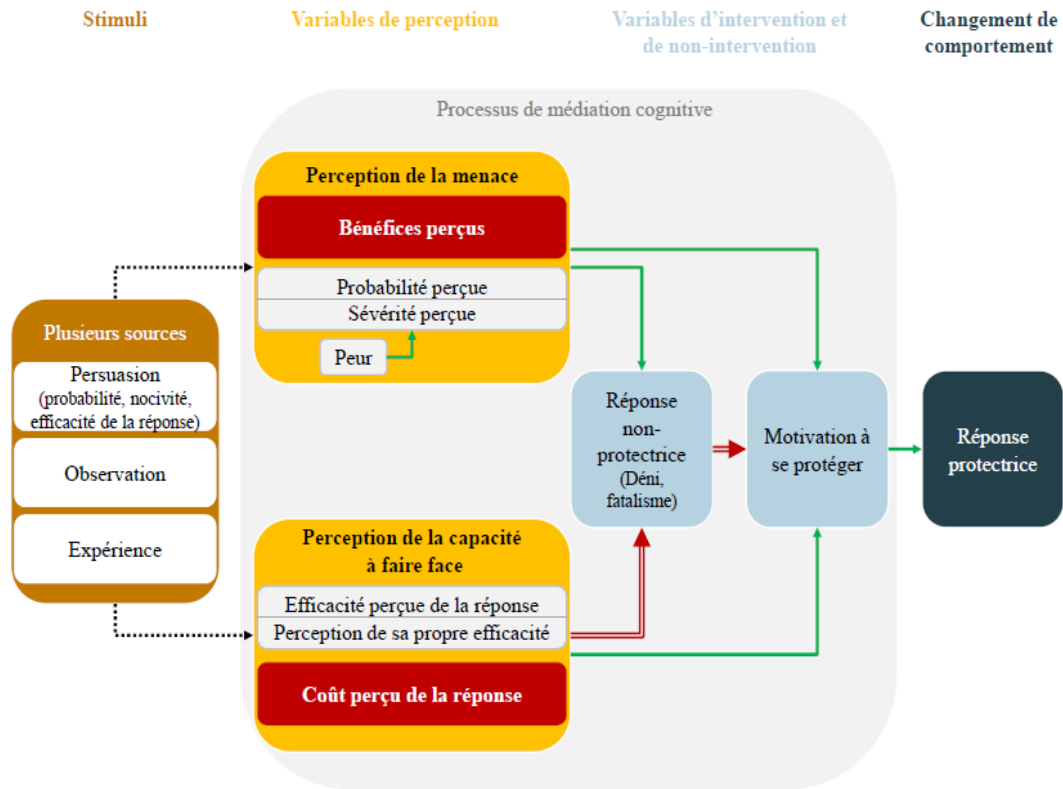 Stimuli
Variables de perception
Variables d’intervention et
de non-intervention
Changement de
comportement
Processus de médiation cognitive
Perception de la menace
Bénéfices perçus
Probabilité perçue
Sévérité perçue
Peur
Plusieurs sources
Persuasion
(probabilité, nocivité,
efficacité de la réponse)
Observation
Expérience
Perception de la capacité
à faire face
Efficacité perçue de la réponse
Perception de sa propre efficacité
Coût perçu de la réponse
Réponse
non-
protectrice
(Déni,
fatalisme)
Motivation à
se protéger
Réponse
protectrice